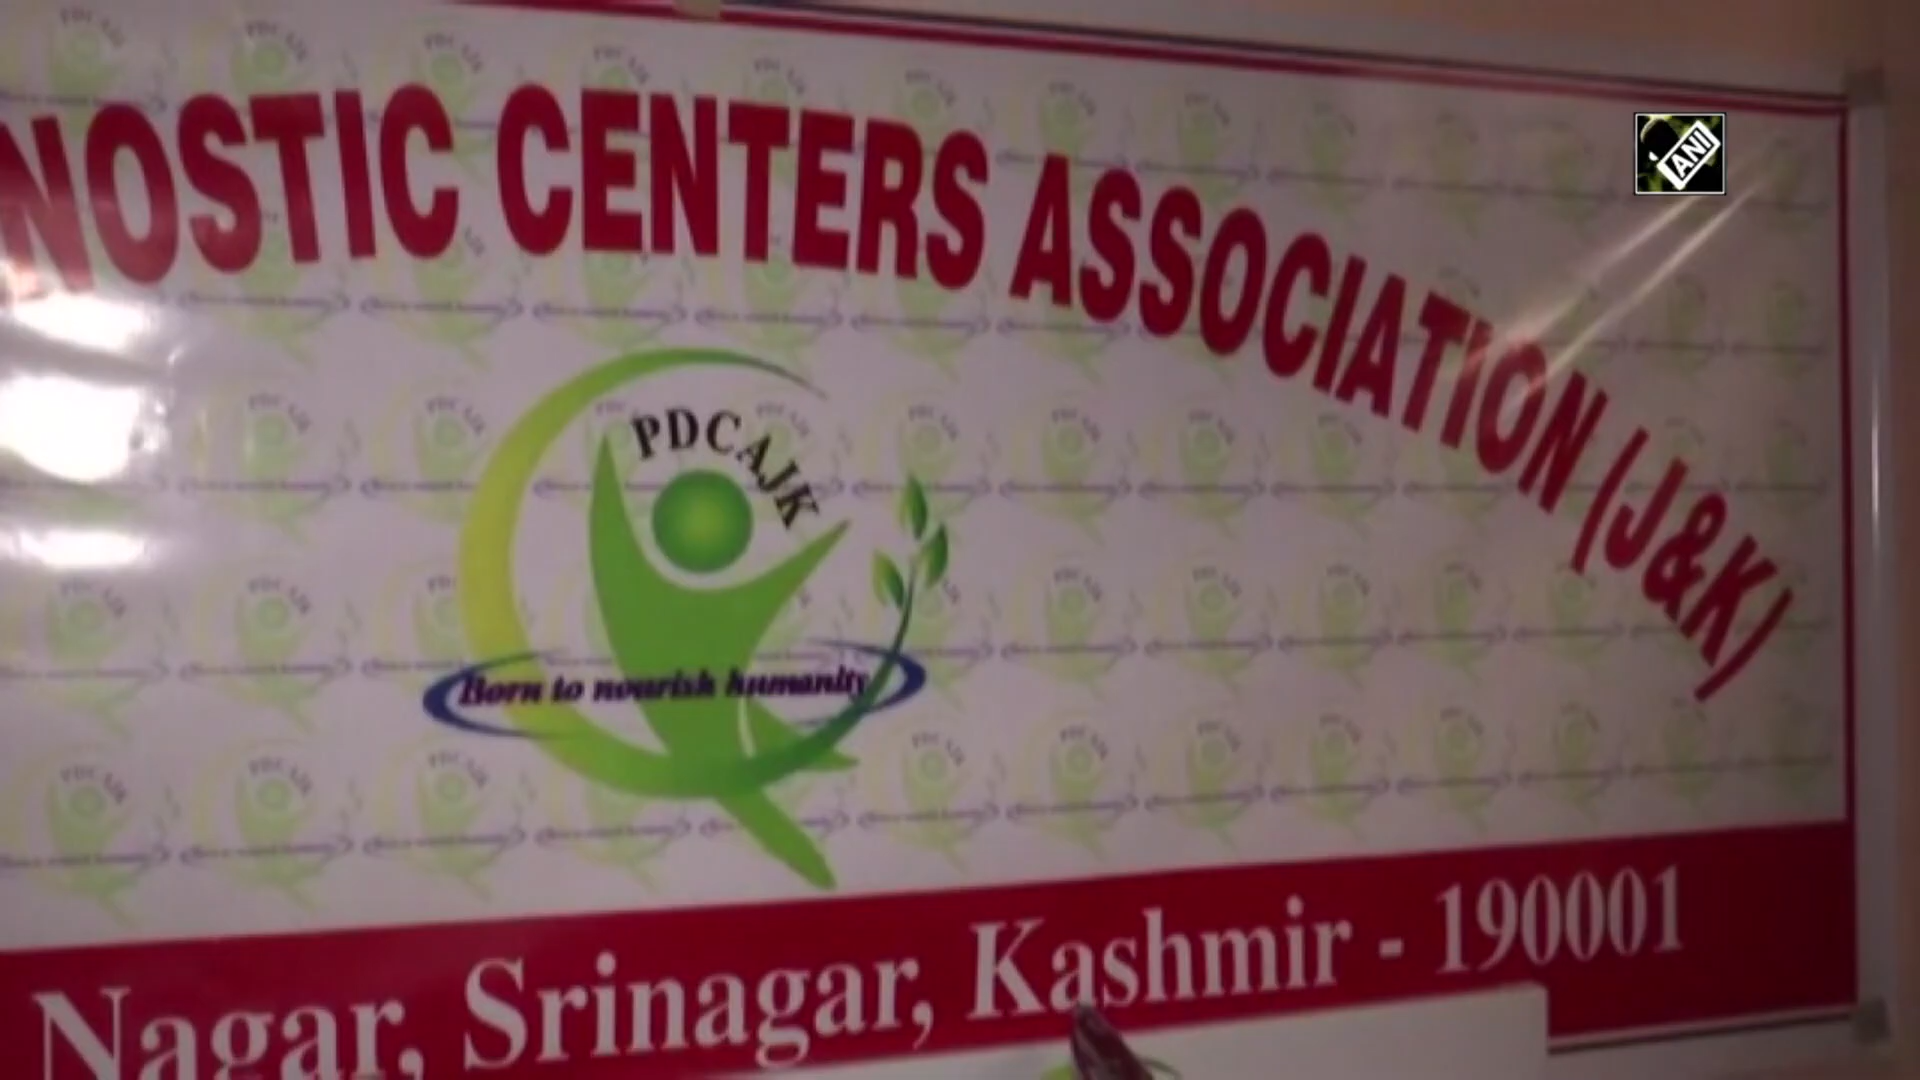 NOSTIC CENTERS ASSOCIATION (J&K)
PDCAJK
Born to nourish humanity
Nagar, Srinagar, Kashmir - 190001
ANI